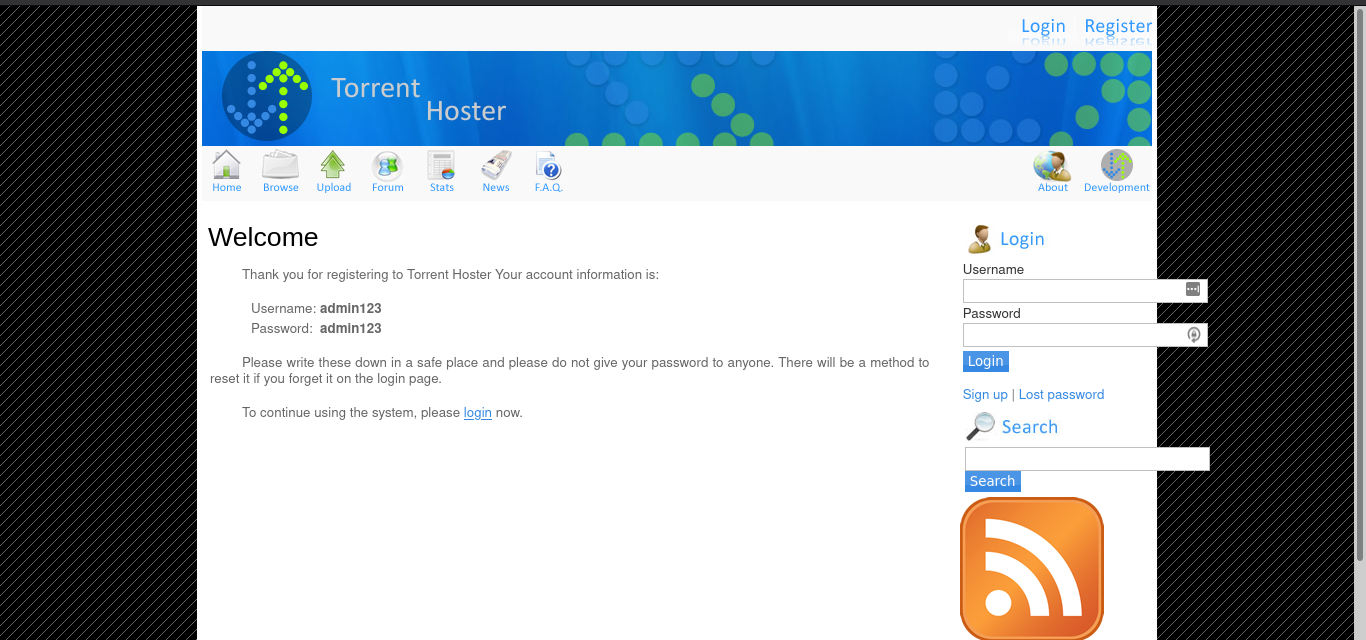 Login Register
Torrent
Hoster
Home Browse Upload Forum Stats News F.A.Q. About Development
Welcome
Thank you for registering to Torrent Hoster Your account information is:
Username: admin123
Password: admin123
Please write these down in a safe place and please do not give your password to anyone. There will be a method to
reset it if you forget it on the login page.
To continue using the system, please login now.
Login
Username
Password
Login
Sign up | Lost password
Search
Search